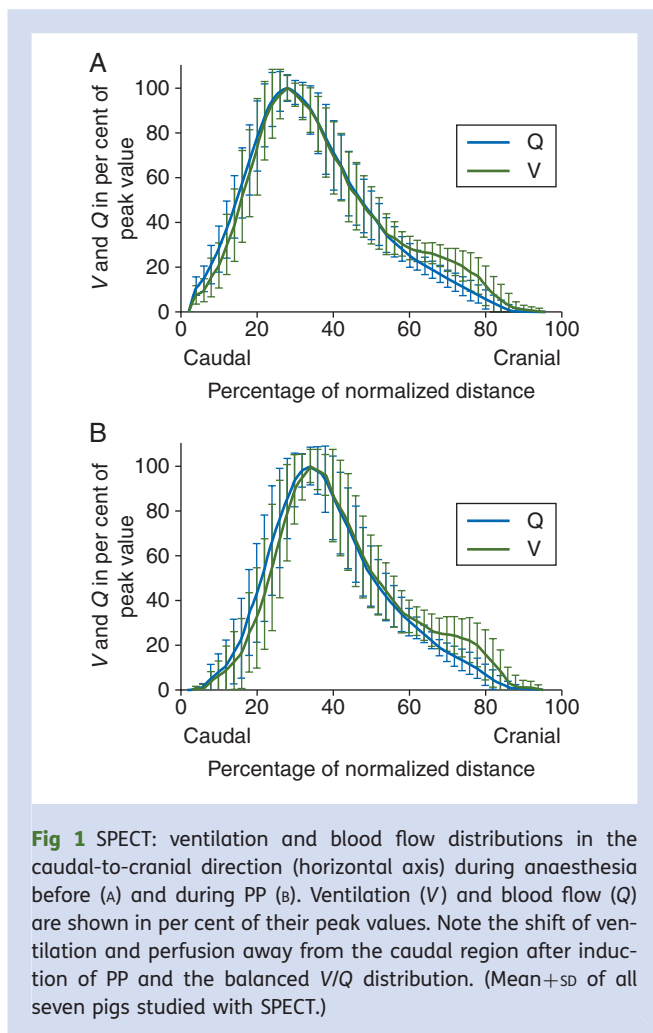 A
V and Q in per cent of
peak value
100
80
60
40
20
0
Q
V
0 20 40 60 80 100
Caudal Cranial
Percentage of normalized distance
B
V and Q in per cent of
peak value
100
80
60
40
20
0
Q
V
0 20 40 60 80 100
Caudal Cranial
Percentage of normalized distance
Fig 1 SPECT: ventilation and blood flow distributions in the
caudal-to-cranial direction (horizontal axis) during anaesthesia
before (A) and during PP (B). Ventilation (V) and blood flow (Q)
are shown in per cent of their peak values. Note the shift of ven-
tilation and perfusion away from the caudal region after induc-
tion of PP and the balanced V/Q distribution. (Mean+SD of all
seven pigs studied with SPECT.)